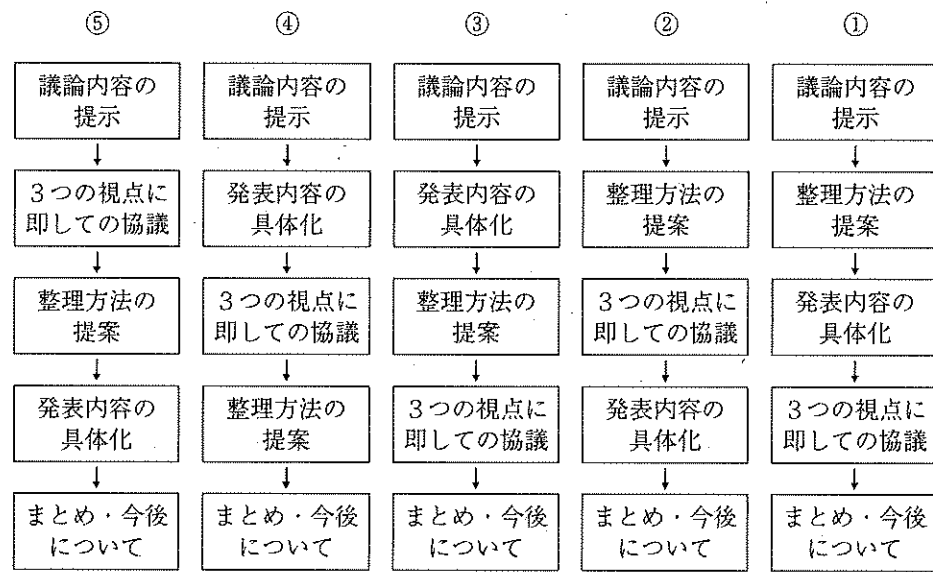 ①
議論内容の
提示
整理方法の
提案
発表内容の
具体化
3つの視点に
即しての協議
まとめ・今後
について
②
議論内容の
提示
整理方法の
提案
3つの視点に
即しての協議
発表内容の
具体化
まとめ・今後
について
③
議論内容の
提示
発表内容の
具体化
整理方法の
提案
3つの視点に
即しての協議
まとめ・今後
について
④
議論内容の
提示
発表内容の
具体化
3つの視点に
即しての協議
整理方法の
提案
まとめ・今後
について
⑤
議論内容の
提示
3つの視点に
即しての協議
整理方法の
提案
発表内容の
具体化
まとめ・今後
について